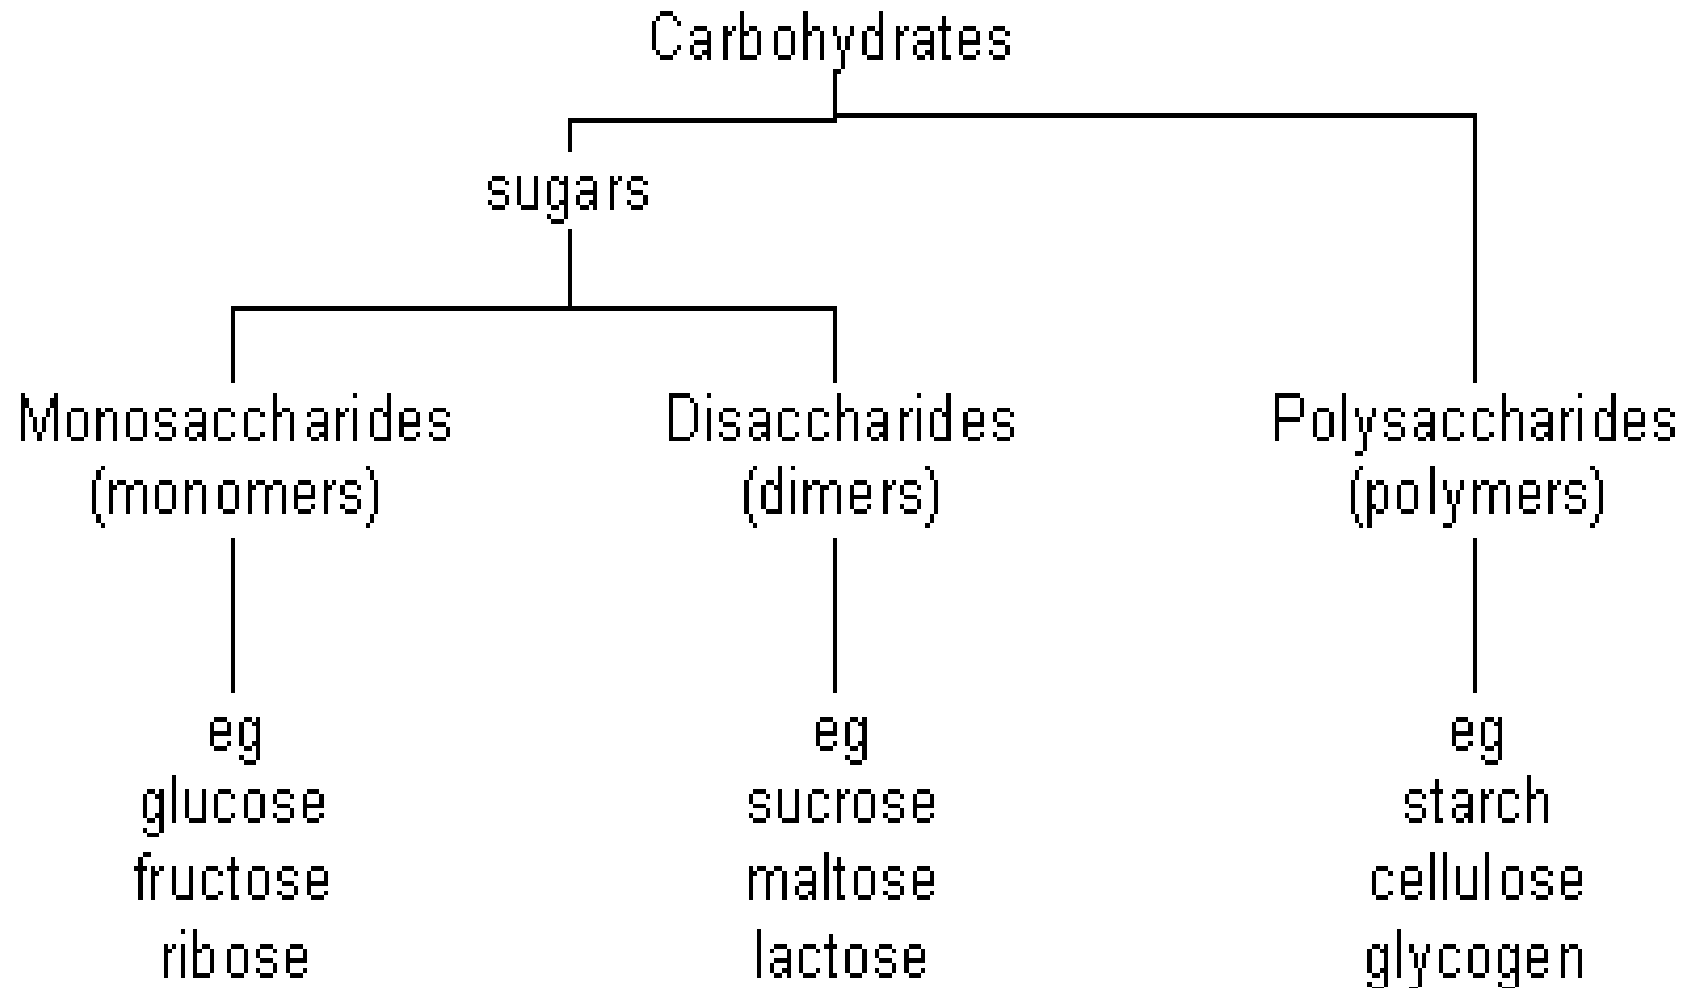 Carbohydrates
sugars
Monosaccharides Disaccharides Polysaccharides
(monomers) (dimers) (polymers)
eg eg eg
glucose sucrose starch
fructose maltose cellulose
ribose lactose glycogen